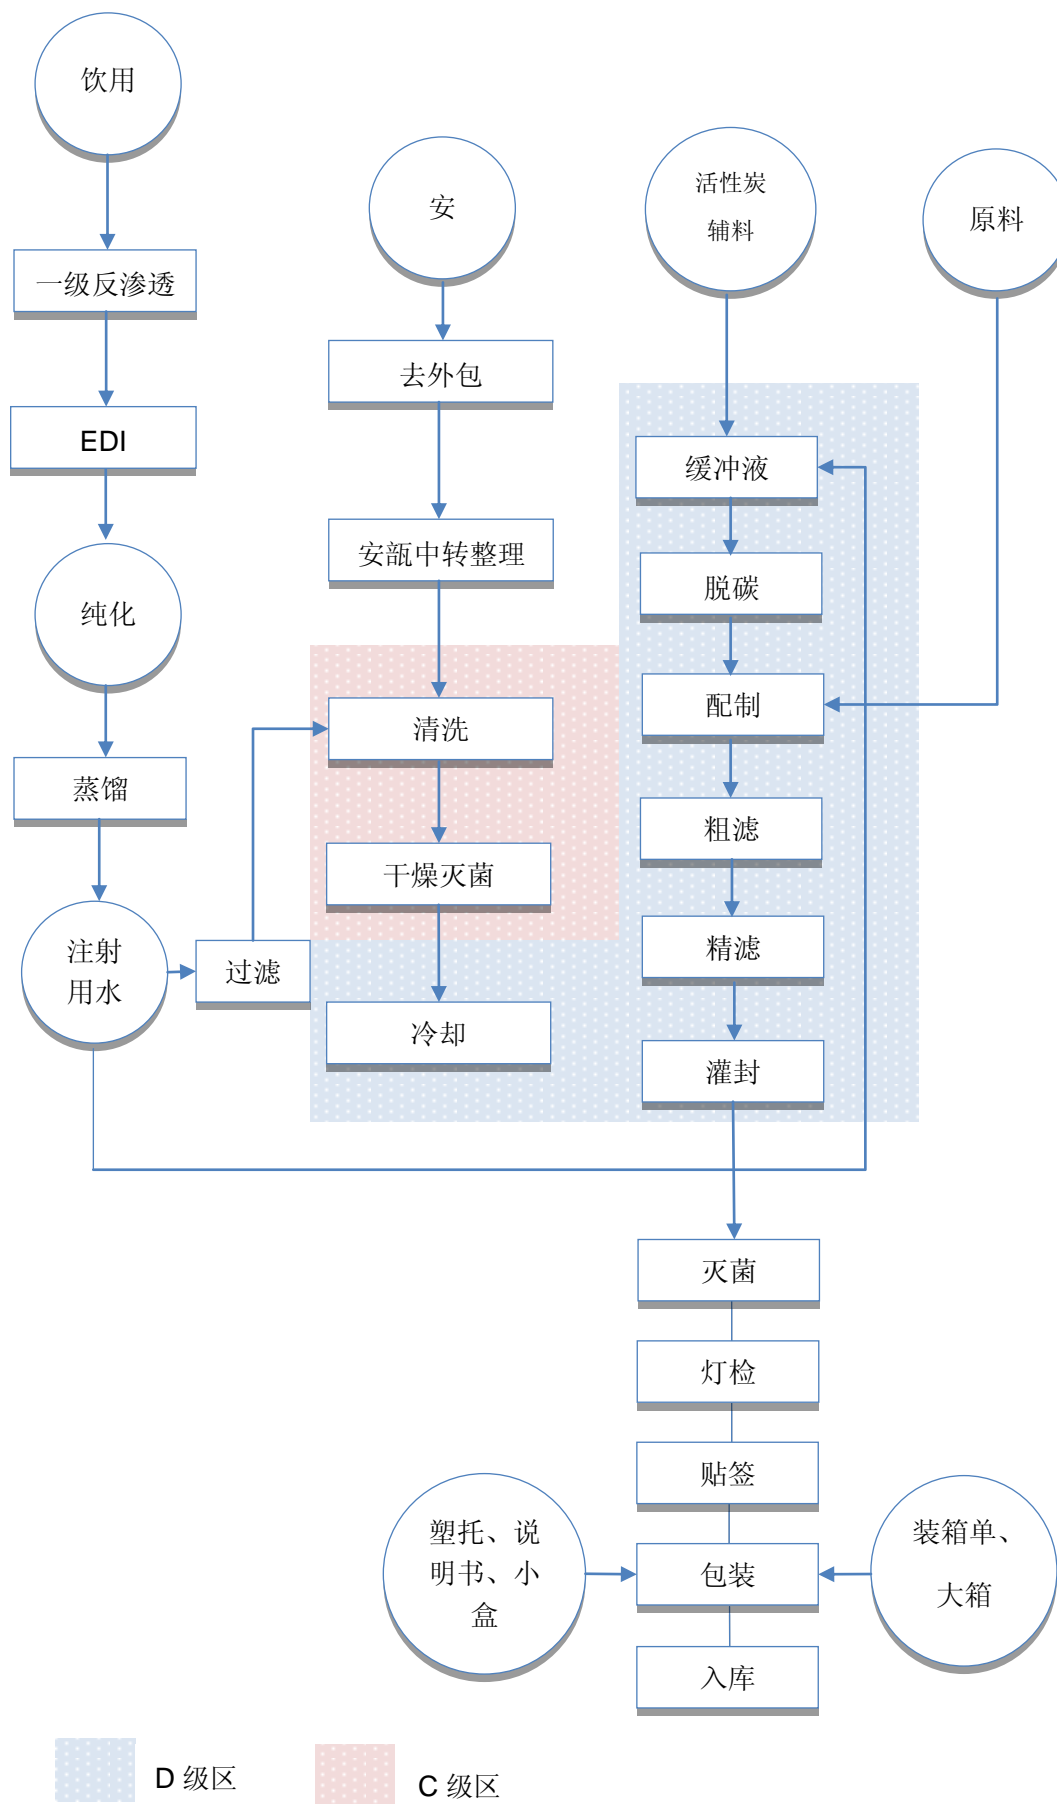 饮用
一级反渗透
EDI
纯化
蒸馏
注射
用水
过滤
安
去外包
安瓿中转整理
清洗
干燥灭菌
冷却
活性炭
辅料
缓冲液
脱碳
配制
粗滤
精滤
灌封
原料
灭菌
灯检
贴签
塑托、说
明书、小
盒
包装
装箱单、
大箱
入库
D 级区
C 级区